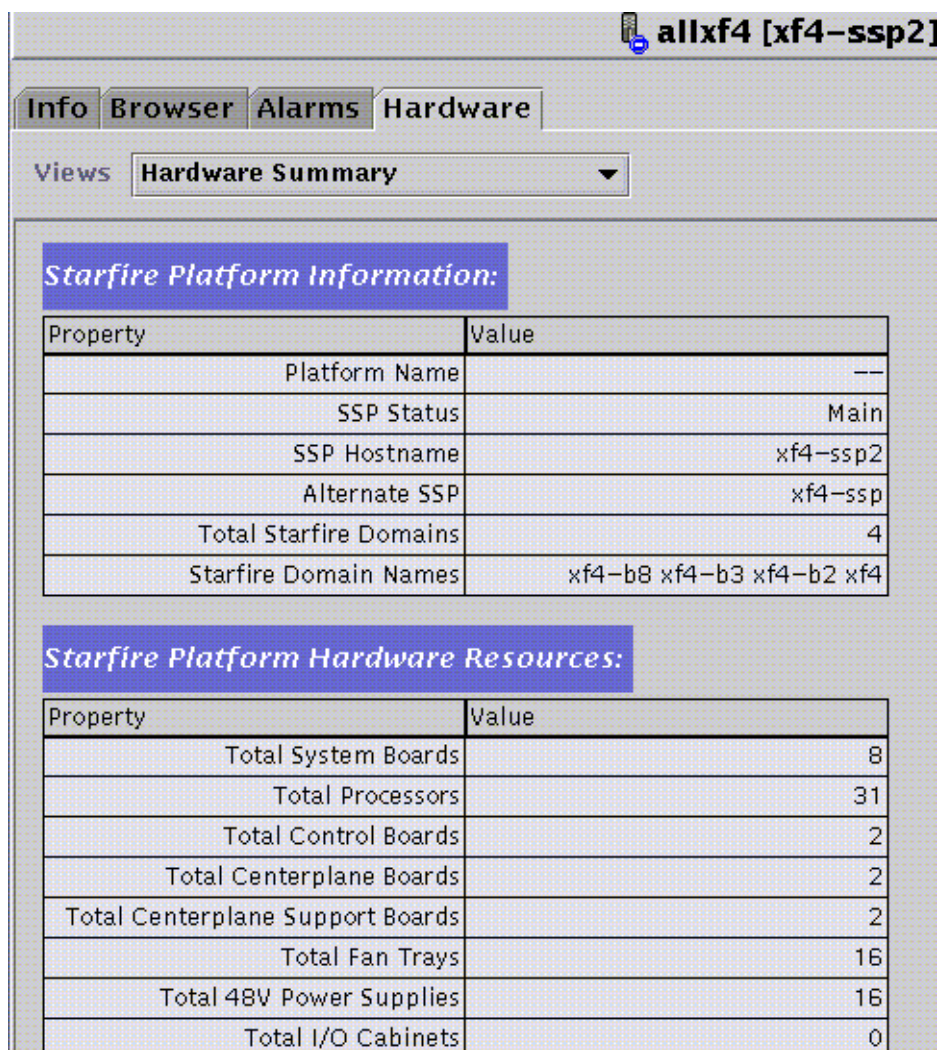 allxf4 [xf4-ssp2]
Info Browser Alarms Hardware
Views Hardware Summary
Starfire Platform Information:
Property Value
Platform Name --
SSP Status Main
SSP Hostname xf4-ssp2
Alternate SSP xf4-ssp
Total Starfire Domains 4
Starfire Domain Names xf4-b8 xf4-b3 xf4-b2 xf4
Starfire Platform Hardware Resources:
Property Value
Total System Boards 8
Total Processors 31
Total Control Boards 2
Total Centerplane Boards 2
Total Centerplane Support Boards 2
Total Fan Trays 16
Total 48V Power Supplies 16
Total I/O Cabinets 0